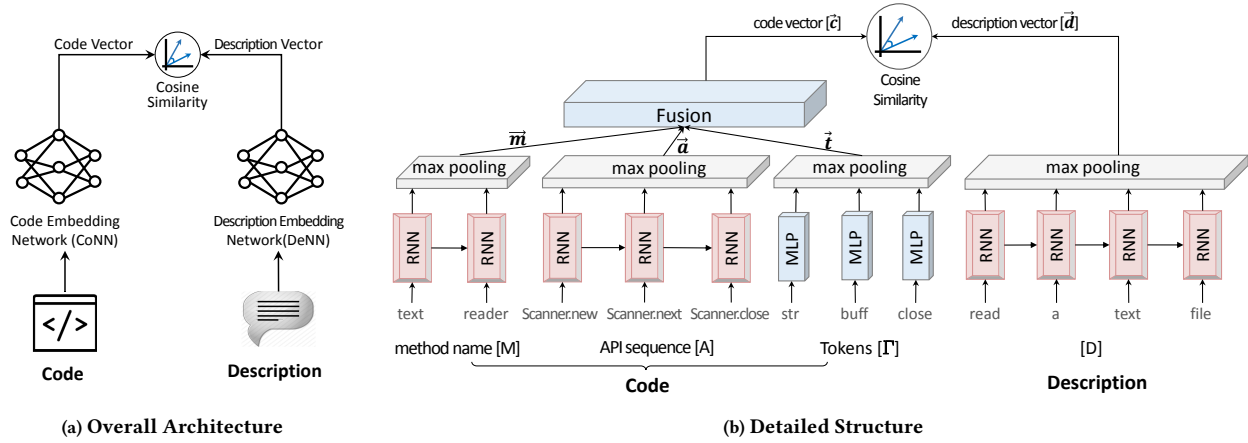 Code Vector
Description Vector
Cosine
Similarity
Code Embedding
Network (CoNN)
Description Embedding
Network(DeNN)
</>
Code
Description
(a) Overall Architecture
code vector [c⃗]
description vector [d⃗]
Cosine
Similarity
Fusion
m⃗
a⃗
t⃗
max pooling
max pooling
max pooling
max pooling
RNN
RNN
RNN
RNN
RNN
MLP
MLP
MLP
RNN
RNN
RNN
RNN
text
reader
Scanner.new
Scanner.next
Scanner.close
str
buff
close
read
a
text
file
method name [M]
API sequence [A]
Tokens [Γ]
[D]
Code
Description
(b) Detailed Structure